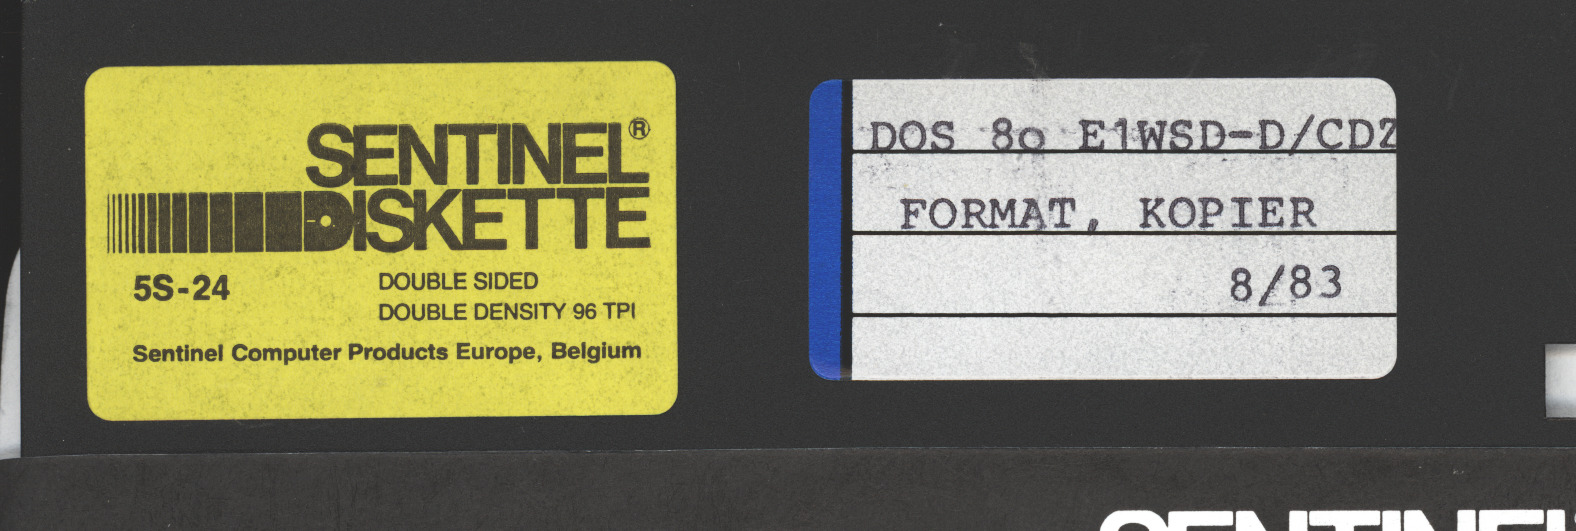 SENTINEL®
DISKETTE
5S-24
DOUBLE SIDED
DOUBLE DENSITY 96 TPI
Sentinel Computer Products Europe, Belgium
DOS 8o E1WSD-D/CDZ
FORMAT, KOPIER
8/83
SENTINEL